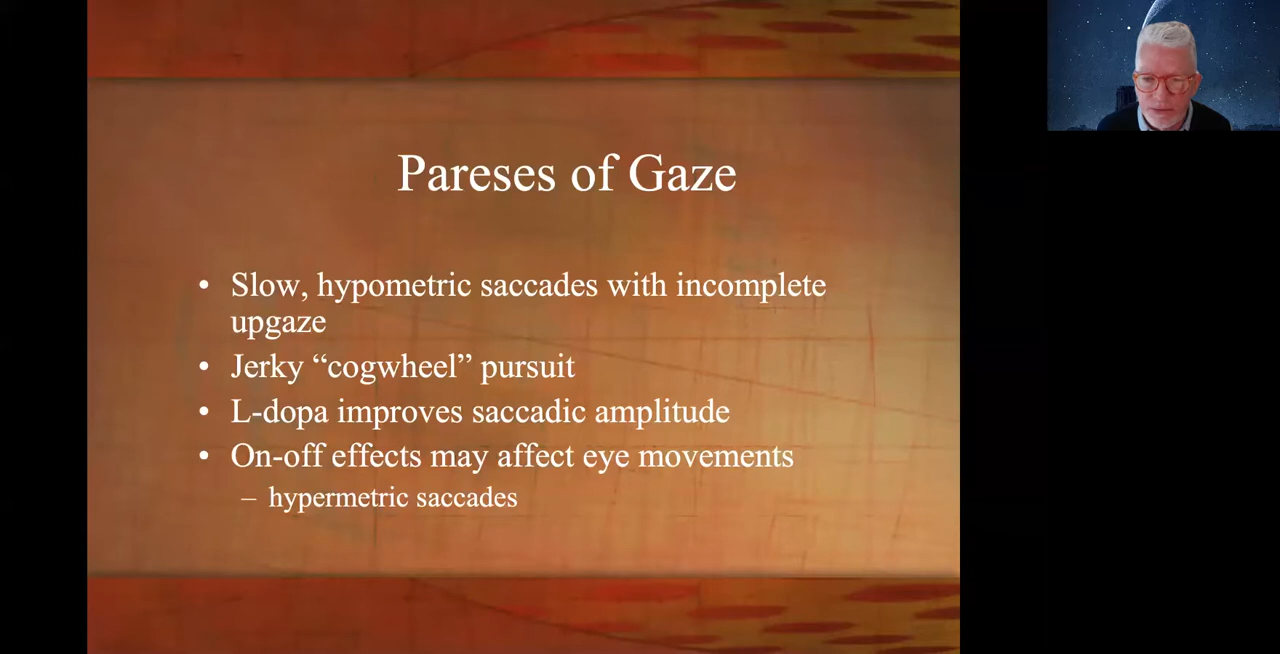 Pareses of Gaze
• Slow, hypometric saccades with incomplete
upgaze
• Jerky “cogwheel” pursuit
• L-dopa improves saccadic amplitude
• On-off effects may affect eye movements
– hypermetric saccades